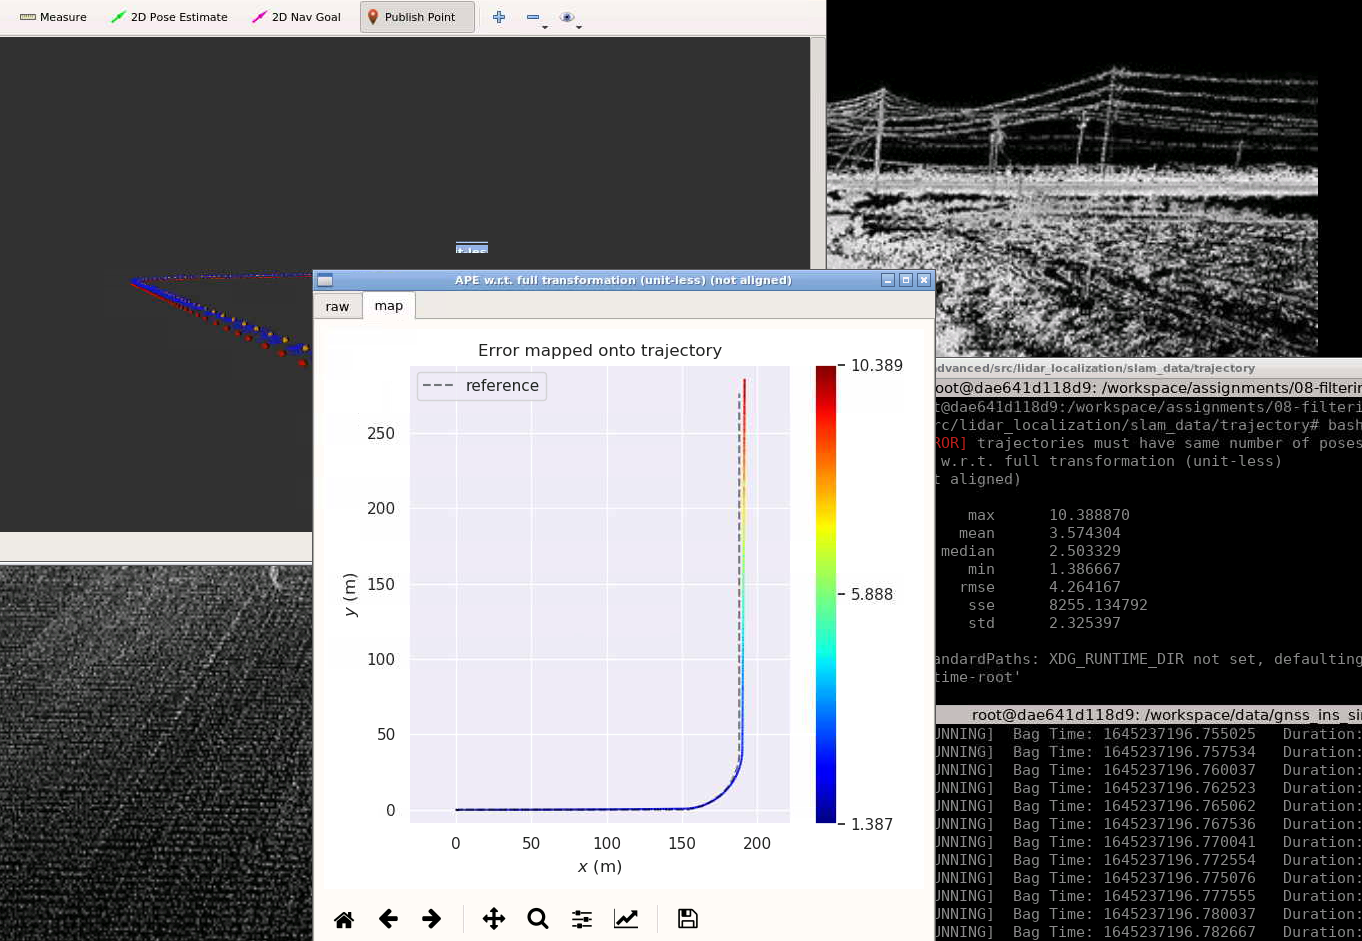 Measure
2D Pose Estimate
2D Nav Goal
Publish Point
APE w.r.t. full transformation (unit-less) (not aligned)
raw
map
Error mapped onto trajectory
reference
250
200
150
100
50
0
y (m)
0
50
100
150
200
x (m)
10.389
5.888
1.387
dvanced/src/lidar_localization/slam_data/trajectory
oot@dae641d118d9: /workspace/assignments/08-filterin
t@dae641d118d9:/workspace/assignments/08-filteri
rc/lidar_localization/slam_data/trajectory# bash
ROR] trajectories must have same number of poses
w.r.t. full transformation (unit-less)
t aligned)
max 10.388870
mean 3.574304
median 2.503329
min 1.386667
rmse 4.264167
sse 8255.134792
std 2.325397
andardPaths: XDG_RUNTIME_DIR not set, defaulting
time-root'
root@dae641d118d9: /workspace/data/gnss_ins_si
UNNING] Bag Time: 1645237196.755025 Duration:
UNNING] Bag Time: 1645237196.757534 Duration:
UNNING] Bag Time: 1645237196.760037 Duration:
UNNING] Bag Time: 1645237196.762523 Duration:
UNNING] Bag Time: 1645237196.765062 Duration:
UNNING] Bag Time: 1645237196.767536 Duration:
UNNING] Bag Time: 1645237196.770041 Duration:
UNNING] Bag Time: 1645237196.772554 Duration:
UNNING] Bag Time: 1645237196.775076 Duration:
UNNING] Bag Time: 1645237196.777555 Duration:
UNNING] Bag Time: 1645237196.780037 Duration:
UNNING] Bag Time: 1645237196.782667 Duration: